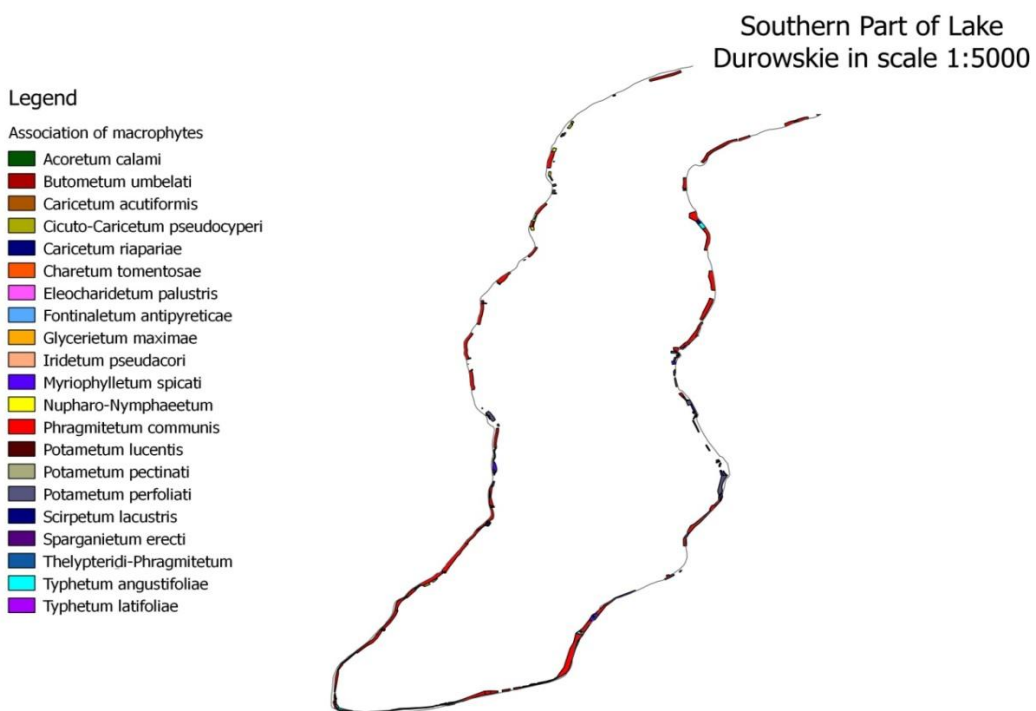 Southern Part of Lake
Durowskie in scale 1:5000
Legend
Association of macrophytes
Acoretum calami
Butometum umbelati
Caricetum acutiformis
Cicuto-Caricetum pseudocyperi
Caricetum riapariae
Charetum tomentosae
Eleocharidetum palustris
Fontinaletum antipyreticae
Glycerietum maximae
Iridetum pseudacori
Myriophylletum spicati
Nupharo-Nymphaeetum
Phragmitetum communis
Potametum lucentis
Potametum pectinati
Potametum perfoliati
Scirpetum lacustris
Sparganietum erecti
Thelypteridi-Phragmitetum
Typhetum angustifoliae
Typhetum latifoliae